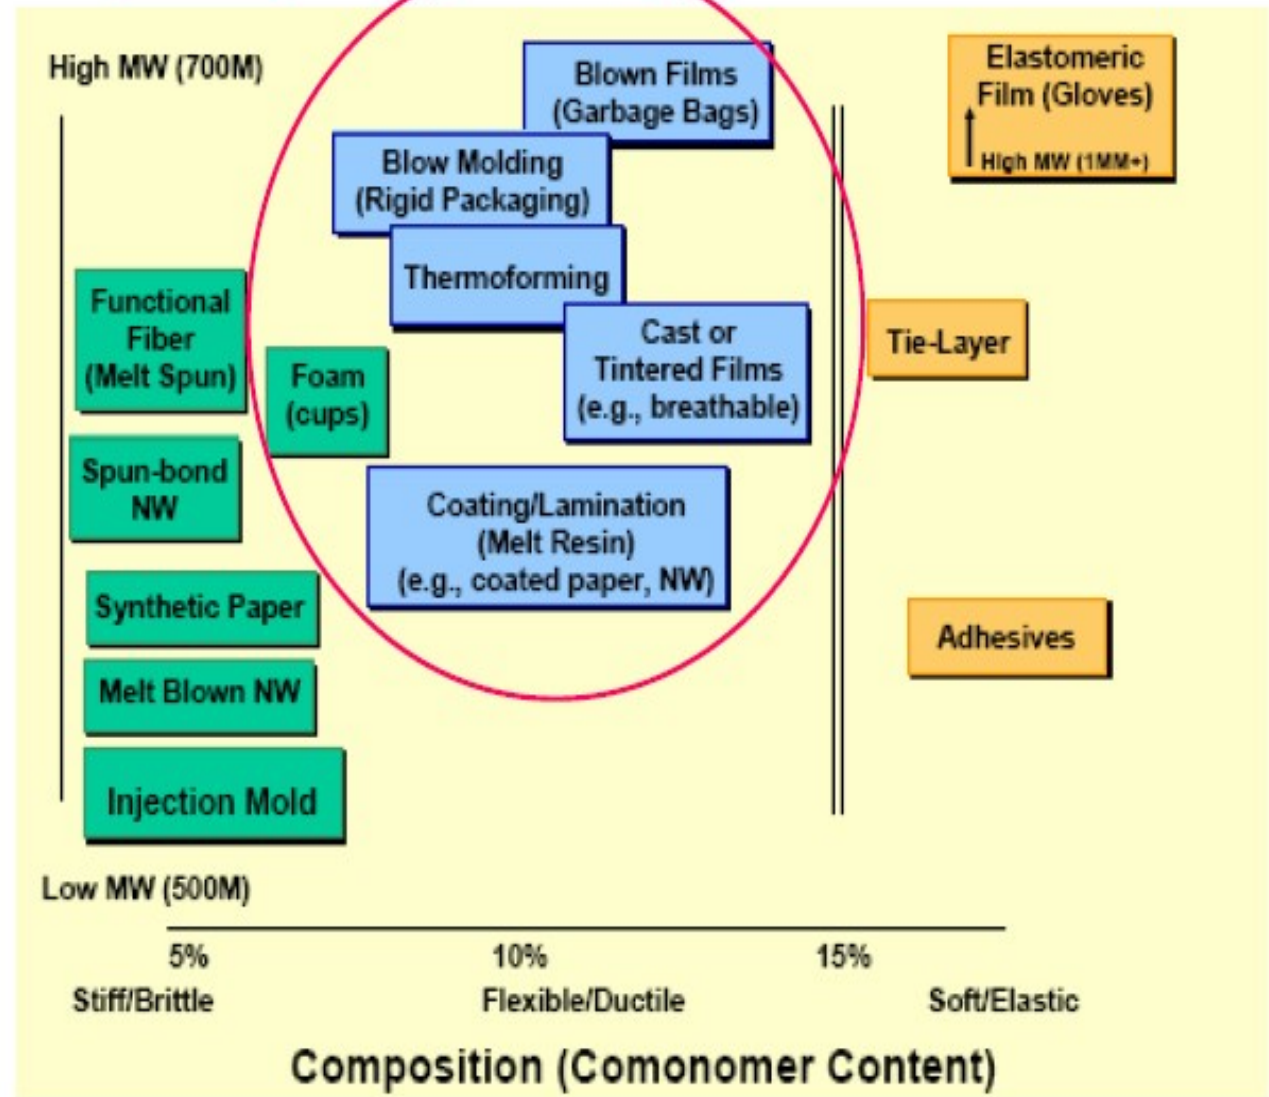 High MW (700M)
Blown Films
(Garbage Bags)
Elastomeric
Film (Gloves)
High MW (1MM+)
Blow Molding
(Rigid Packaging)
Thermoforming
Functional
Fiber
(Melt Spun)
Foam
(cups)
Cast or
Tintered Films
(e.g., breathable)
Tie-Layer
Spun-bond
NW
Coating/Lamination
(Melt Resin)
(e.g., coated paper, NW)
Synthetic Paper
Adhesives
Melt Blown NW
Injection Mold
Low MW (500M)
5%
10%
15%
Stiff/Brittle
Flexible/Ductile
Soft/Elastic
Composition (Comonomer Content)